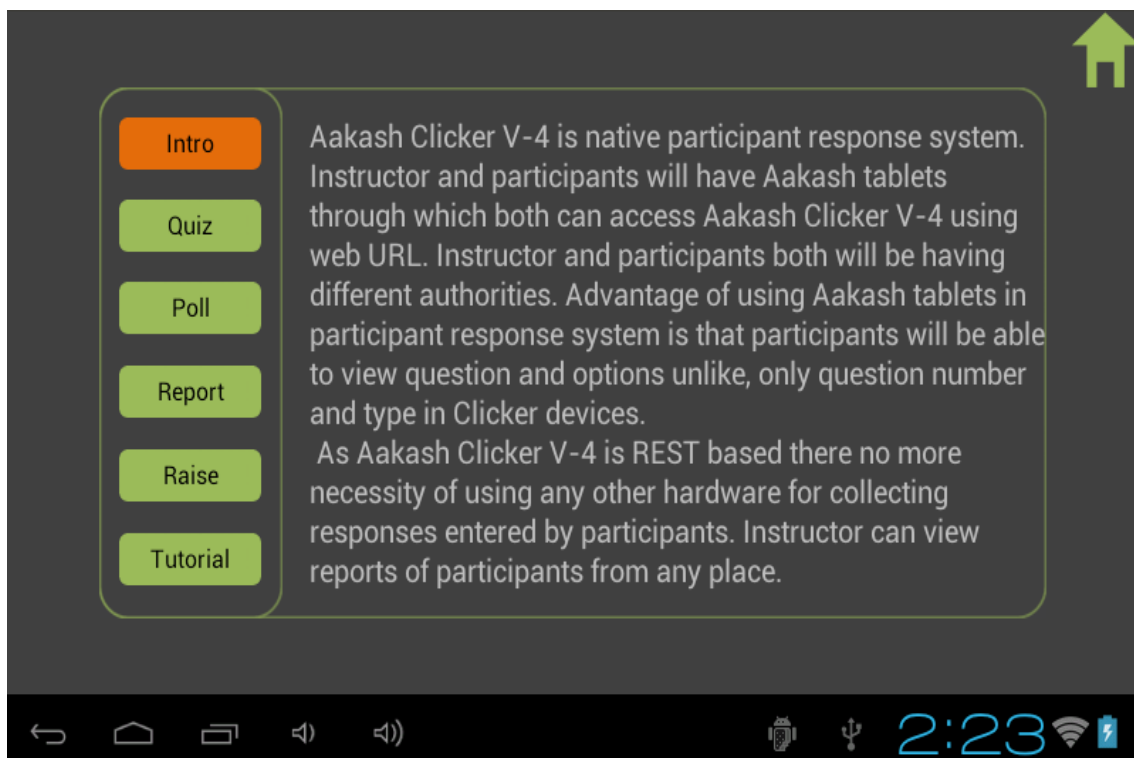 Intro
Quiz
Poll
Report
Raise
Tutorial
Aakash Clicker V-4 is native participant response system.
Instructor and participants will have Aakash tablets
through which both can access Aakash Clicker V-4 using
web URL. Instructor and participants both will be having
different authorities. Advantage of using Aakash tablets in
participant response system is that participants will be able
to view question and options unlike, only question number
and type in Clicker devices.
As Aakash Clicker V-4 is REST based there no more
necessity of using any other hardware for collecting
responses entered by participants. Instructor can view
reports of participants from any place.
2:23